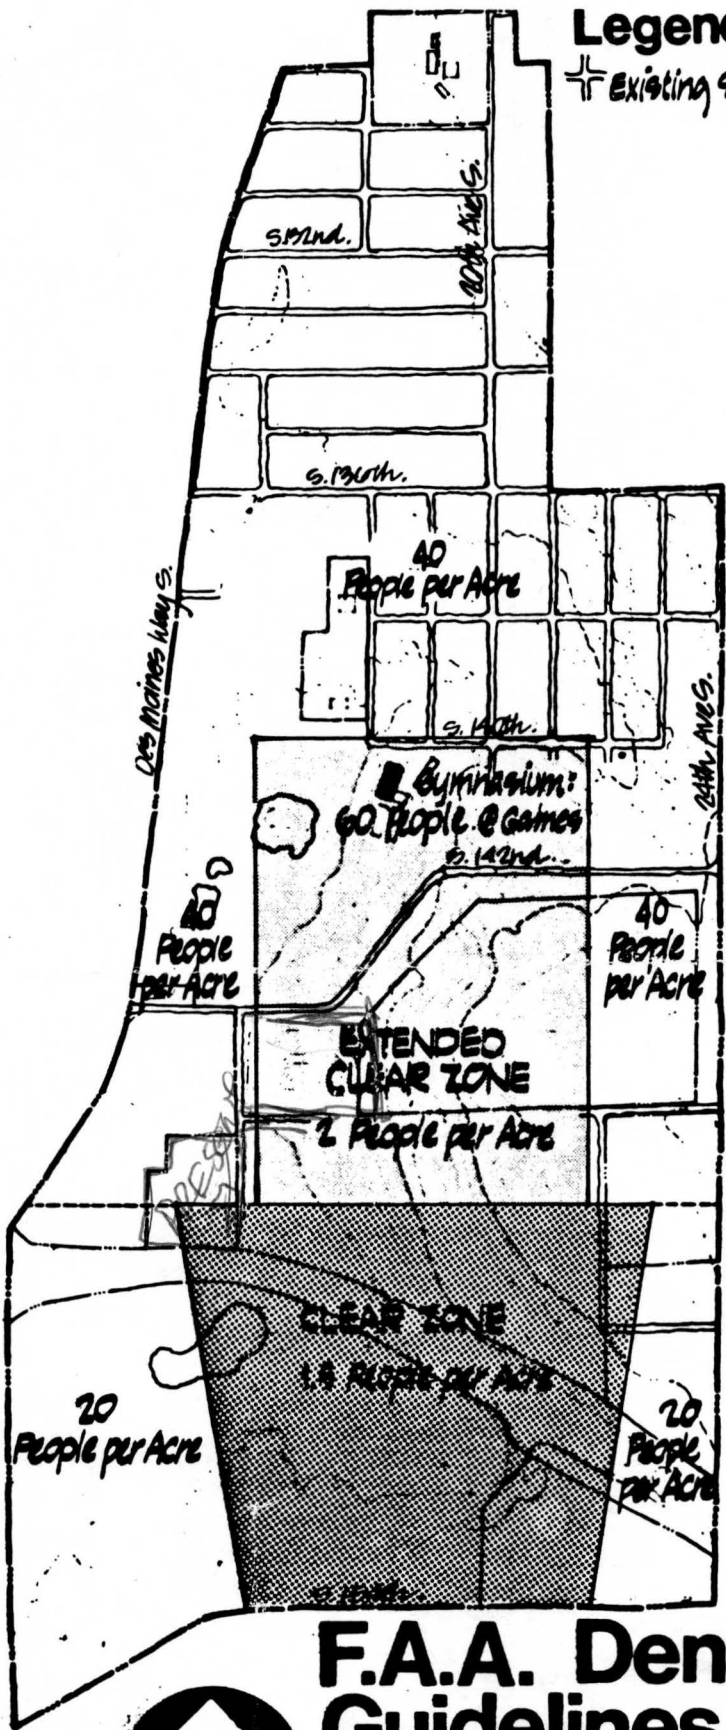 Legend
Existing S
20th Ave S.
S. 132nd.
S. 136th.
40
People per Acre
Des Moines Way S.
S. 140th.
24th Ave S.
Gymnasium:
60 People @ Games
S. 142nd.
40
People
per Acre
40
People
per Acre
EXTENDED
CLEAR ZONE
2 People per Acre
CLEAR ZONE
People per Acre
20
People per Acre
20
People
per Acre
F.A.A. Den
Guidelines